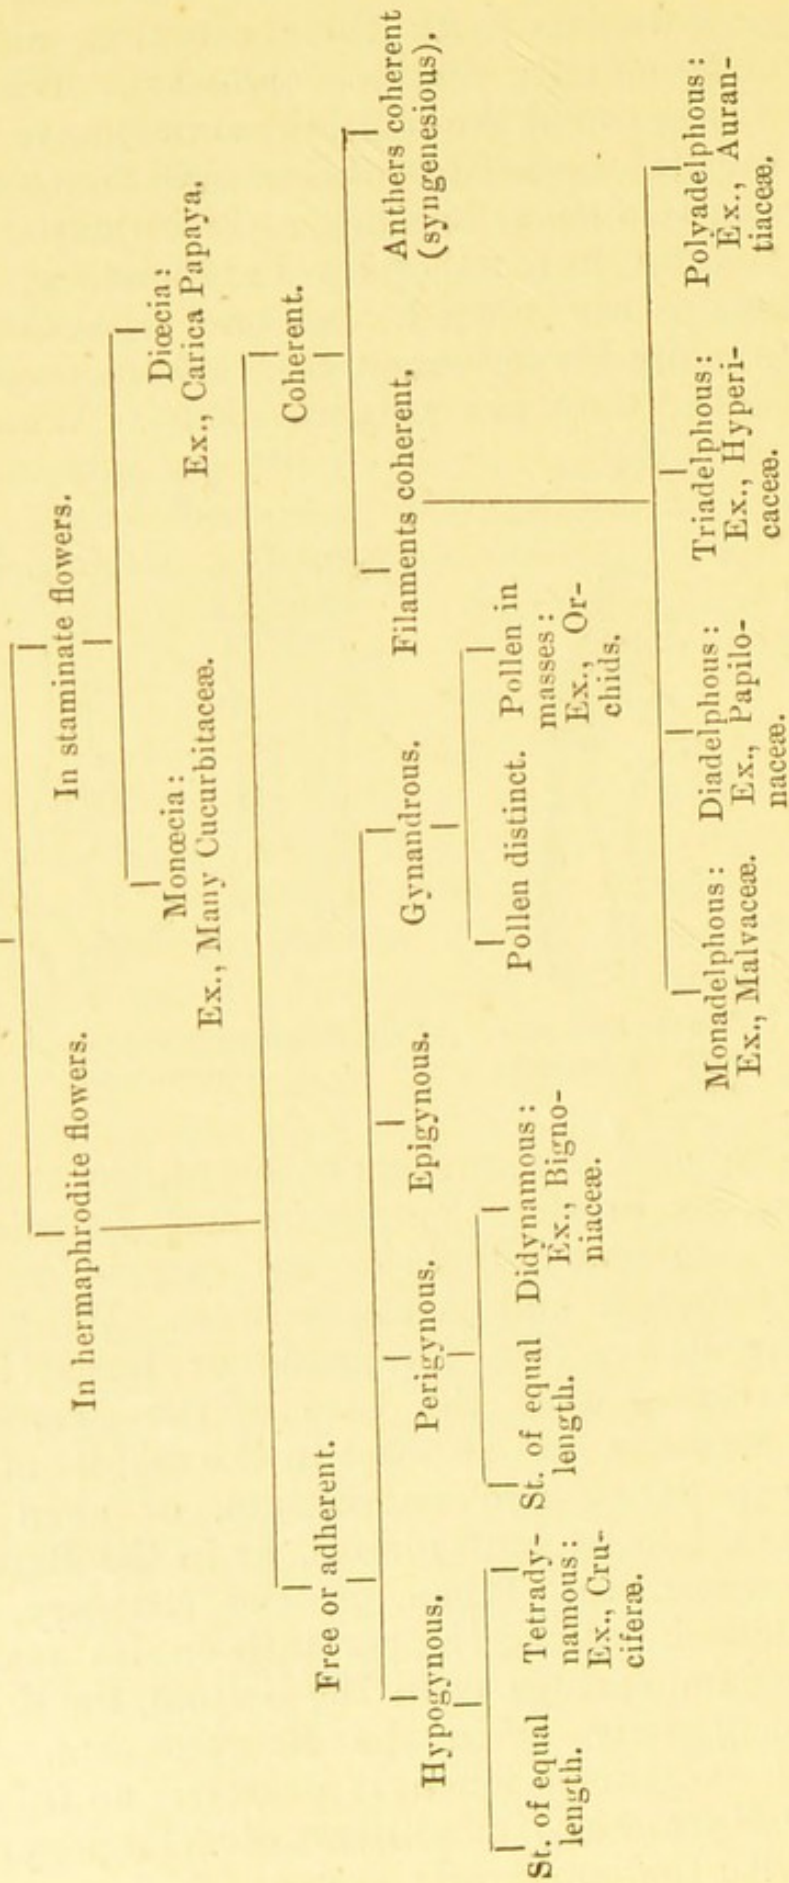 In hermaphrodite flowers.
In staminate flowers.
Monœcia:
Ex., Many Cucurbitaceæ.
Diœcia:
Ex., Carica Papaya.
Free or adherent.
Coherent.
Hypogynous.
Perigynous.
Epigynous.
Gynandrous.
Filaments coherent.
Anthers coherent
(syngenesious).
St. of equal
length.
Tetrady-
namous:
Ex., Cru-
ciferæ.
St. of equal
length.
Didynamous:
Ex., Bigno-
niaceæ.
Pollen distinct.
Pollen in
masses:
Ex., Or-
chids.
Monadelphous:
Ex., Malvaceæ.
Diadelphous:
Ex., Papilo-
naceæ.
Triadelphous:
Ex., Hyperi-
caceæ.
Polyadelphous:
Ex., Auran-
tiaceæ.